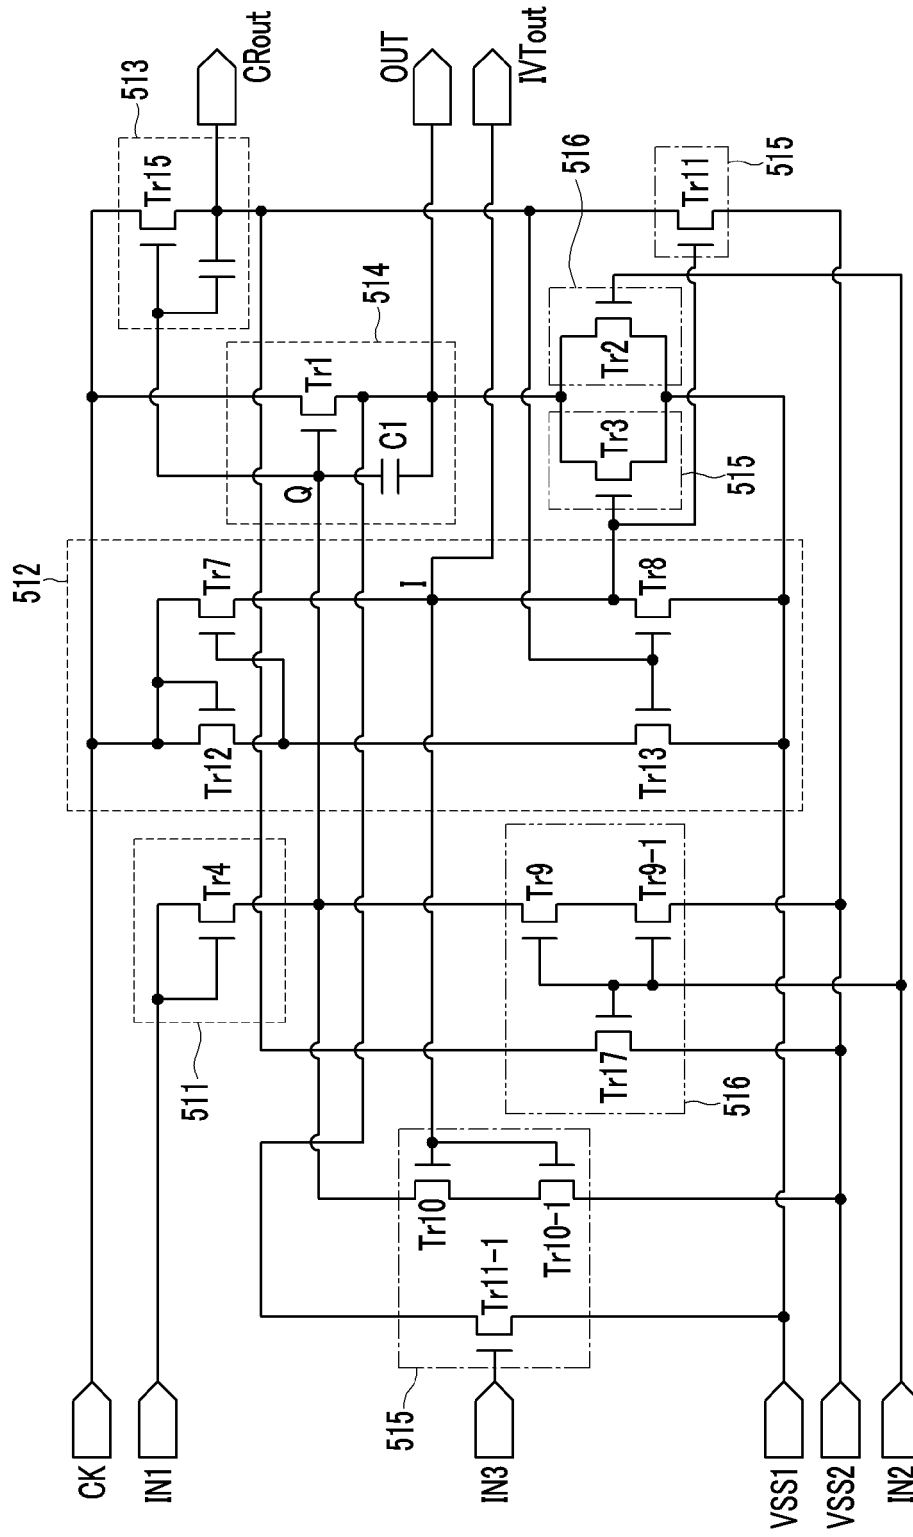 CK
IN1
IN3
VSS1
VSS2
IN2
CRout
OUT
IVTout
511
Tr4
512
Tr12
Tr7
Tr13
Tr8
I
513
Tr15
514
Tr1
Q
C1
515
Tr10
Tr10-1
Tr11-1
516
Tr17
Tr9
Tr9-1
515
Tr3
516
Tr2
515
Tr11